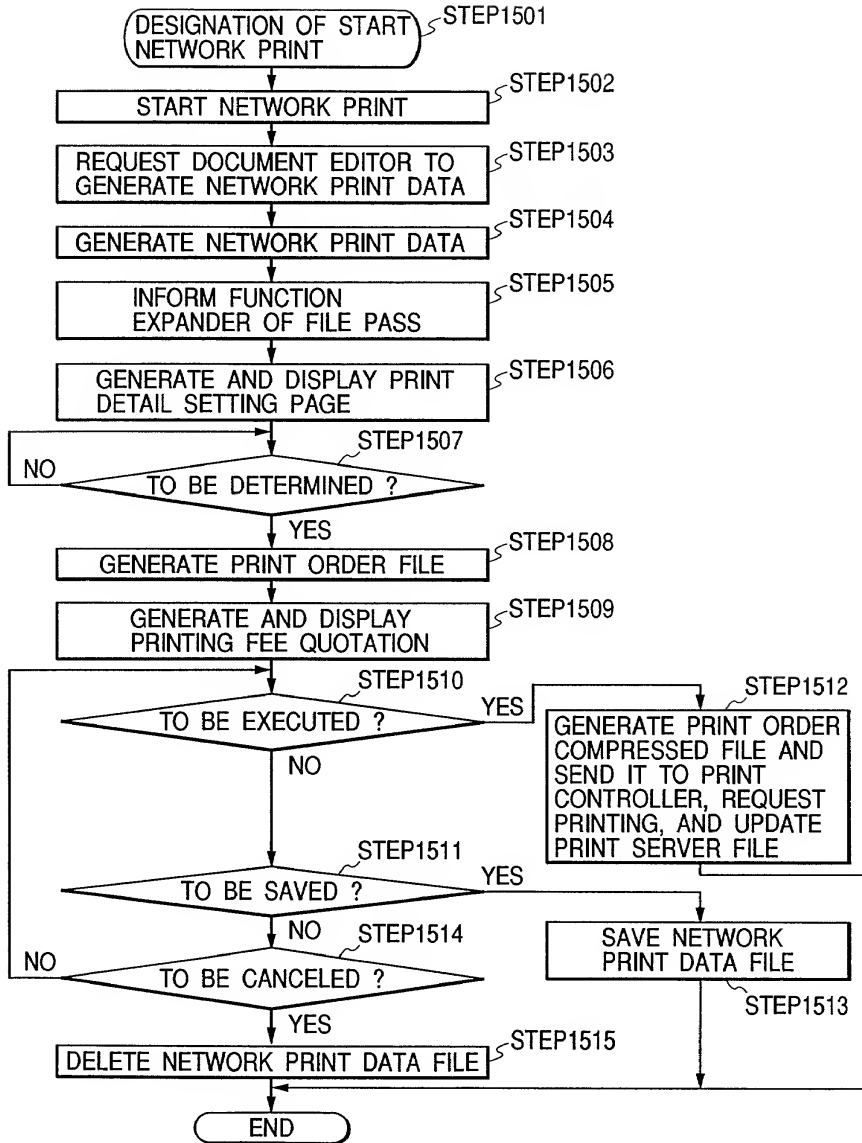 DESIGNATION OF START
NETWORK PRINT
STEP1501
START NETWORK PRINT
STEP1502
REQUEST DOCUMENT EDITOR TO
GENERATE NETWORK PRINT DATA
STEP1503
GENERATE NETWORK PRINT DATA
STEP1504
INFORM FUNCTION
EXPANDER OF FILE PASS
STEP1505
GENERATE AND DISPLAY PRINT
DETAIL SETTING PAGE
STEP1506
STEP1507
NO
TO BE DETERMINED ?
YES
GENERATE PRINT ORDER FILE
STEP1508
GENERATE AND DISPLAY
PRINTING FEE QUOTATION
STEP1509
STEP1510
TO BE EXECUTED ?
YES
NO
STEP1512
GENERATE PRINT ORDER
COMPRESSED FILE AND
SEND IT TO PRINT
CONTROLLER, REQUEST
PRINTING, AND UPDATE
PRINT SERVER FILE
STEP1511
TO BE SAVED ?
YES
NO
SAVE NETWORK
PRINT DATA FILE
STEP1513
STEP1514
NO
TO BE CANCELED ?
YES
DELETE NETWORK PRINT DATA FILE
STEP1515
END